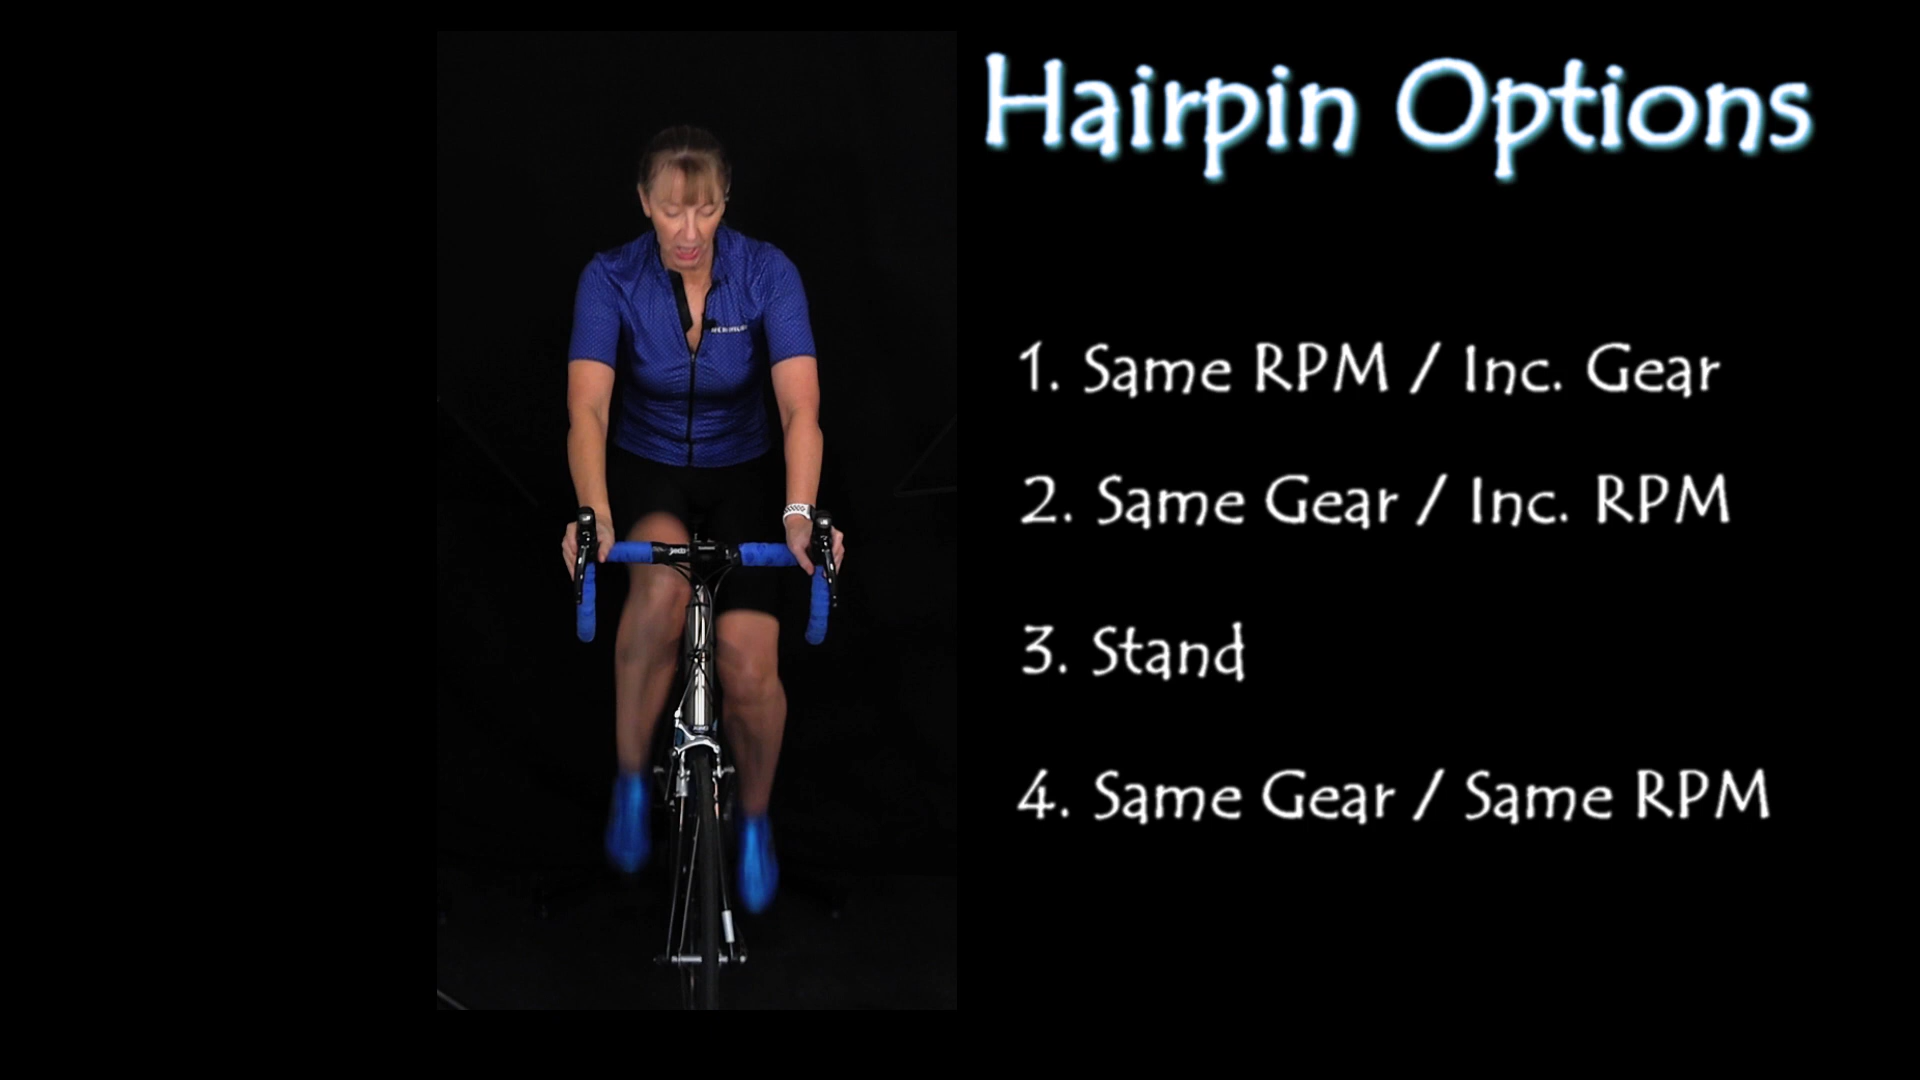 Hairpin Options
1. Same RPM / Inc. Gear
2. Same Gear / Inc. RPM
3. Stand
4. Same Gear / Same RPM